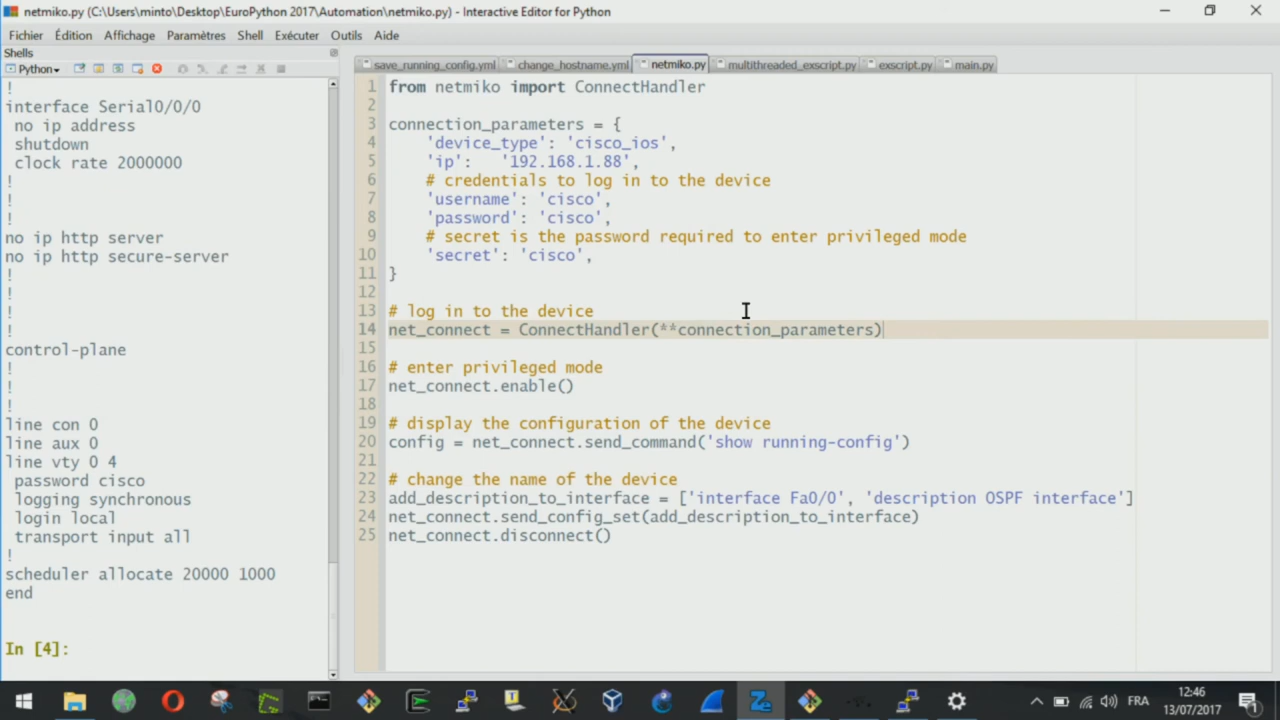 netmiko.py (C:\Users\minto\Desktop\EuroPython 2017\Automation\netmiko.py) - Interactive Editor for Python
Fichier Édition Affichage Paramètres Shell Exécuter Outils Aide
Shells
Python
!
interface Serial0/0/0
no ip address
shutdown
clock rate 2000000
!
!
!
no ip http server
no ip http secure-server
!
!
!
!
control-plane
!
!
!
line con 0
line aux 0
line vty 0 4
password cisco
logging synchronous
login local
transport input all
!
scheduler allocate 20000 1000
end
In [4]:
save_running_config.yml change_hostname.yml netmiko.py multithreaded_exscript.py exscript.py main.py
1 from netmiko import ConnectHandler
2
3 connection_parameters = {
4 'device_type': 'cisco_ios',
5 'ip': '192.168.1.88',
6 # credentials to log in to the device
7 'username': 'cisco',
8 'password': 'cisco',
9 # secret is the password required to enter privileged mode
10 'secret': 'cisco',
11 }
12
13 # log in to the device
14 net_connect = ConnectHandler(**connection_parameters)
15
16 # enter privileged mode
17 net_connect.enable()
18
19 # display the configuration of the device
20 config = net_connect.send_command('show running-config')
21
22 # change the name of the device
23 add_description_to_interface = ['interface Fa0/0', 'description OSPF interface']
24 net_connect.send_config_set(add_description_to_interface)
25 net_connect.disconnect()
FRA
12:46
13/07/2017
1